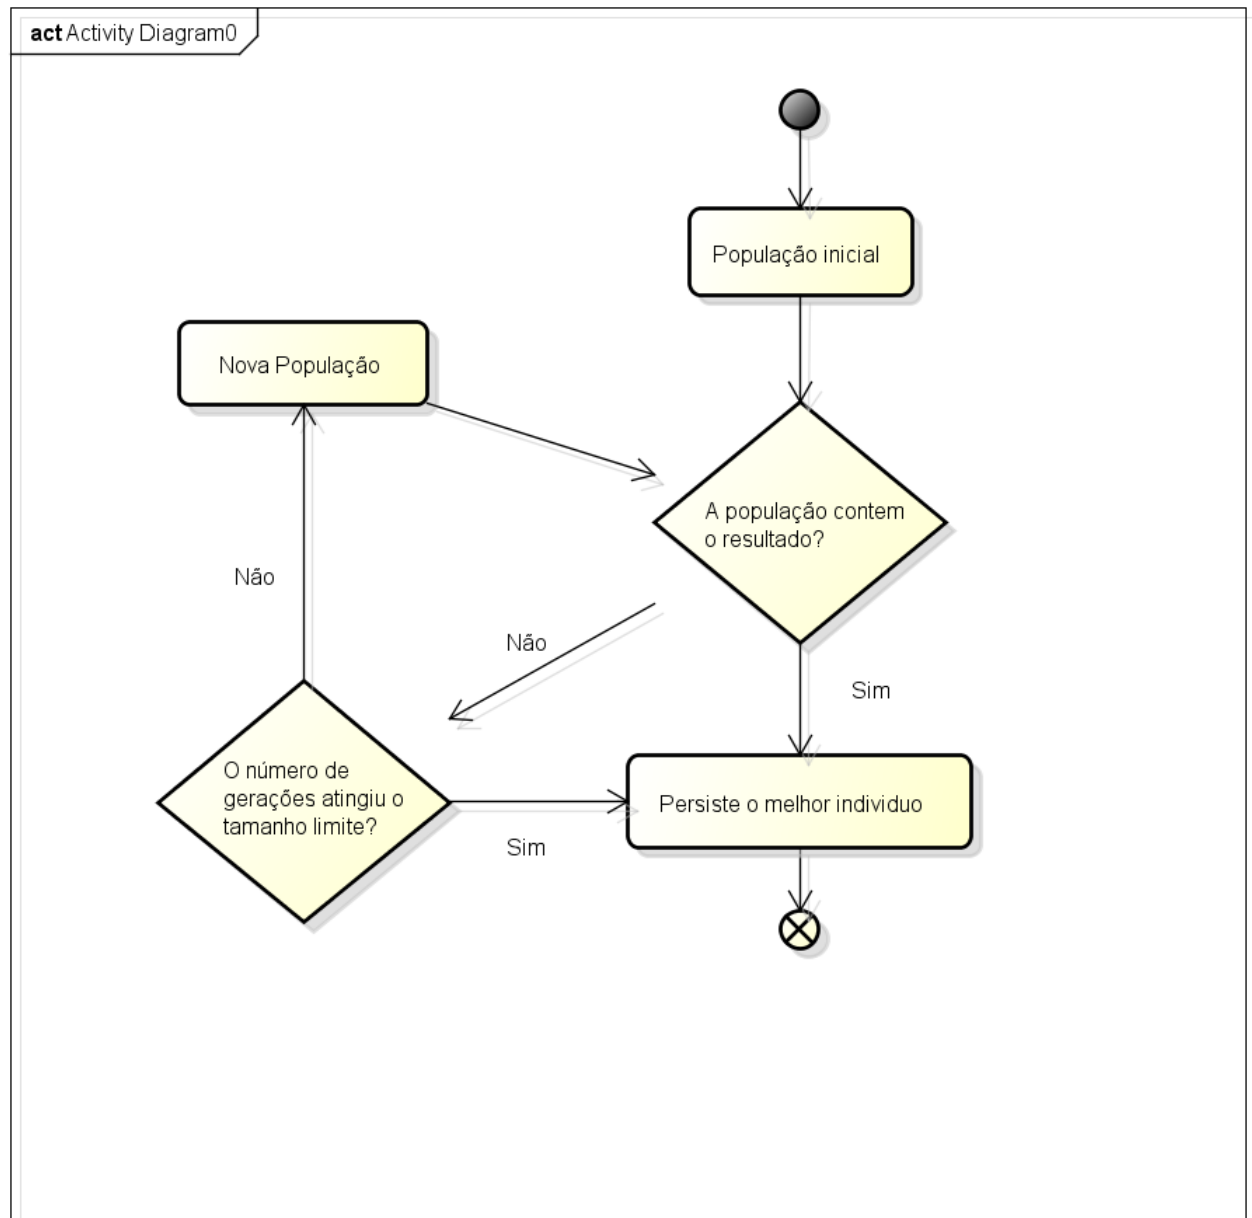 act Activity Diagram0
População inicial
Nova População
A população contem
o resultado?
Não
Não
Sim
O número de
gerações atingiu o
tamanho limite?
Persiste o melhor individuo
Sim